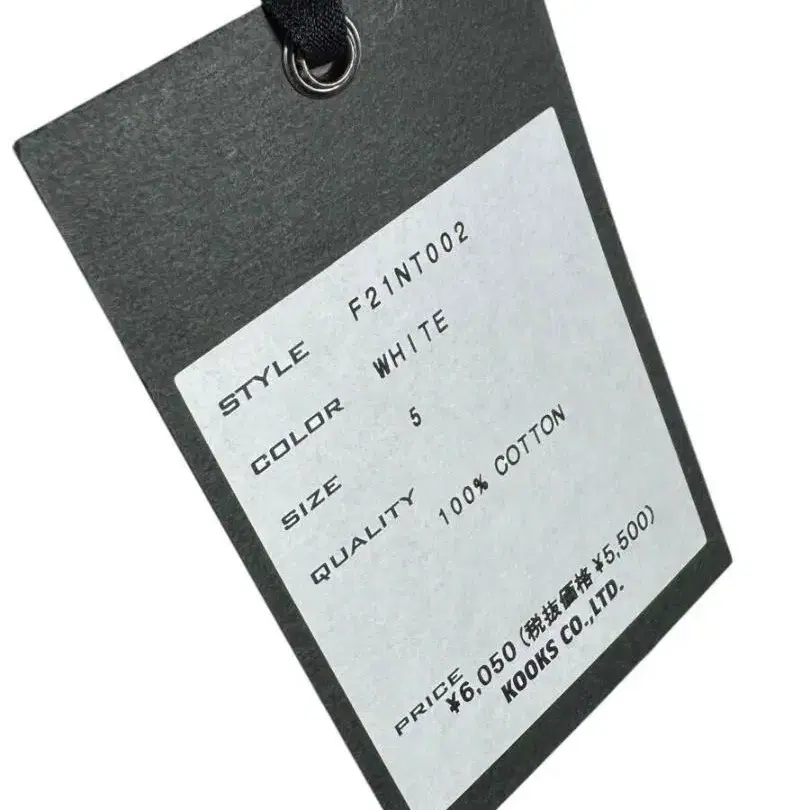 STYLE F21NT002
COLOR WHITE
SIZE 5
QUALITY 100% COTTON
PRICE ¥6,050 (税抜価格 ¥5,500)
KOOKS CO.,LTD.